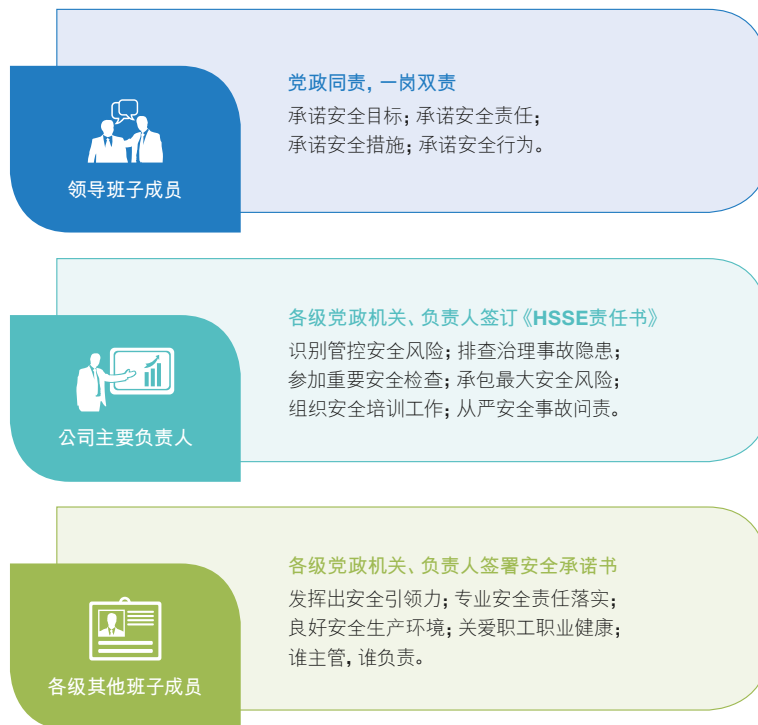 党政同责，一岗双责
承诺安全目标；承诺安全责任；
承诺安全措施；承诺安全行为。
领导班子成员
各级党政机关、负责人签订《HSSE责任书》
识别管控安全风险；排查治理事故隐患；
参加重要安全检查；承包最大安全风险；
组织安全培训工作；从严安全事故问责。
公司主要负责人
各级党政机关、负责人签署安全承诺书
发挥出安全引领力；专业安全责任落实；
良好安全生产环境；关爱职工职业健康；
谁主管，谁负责。
各级其他班子成员